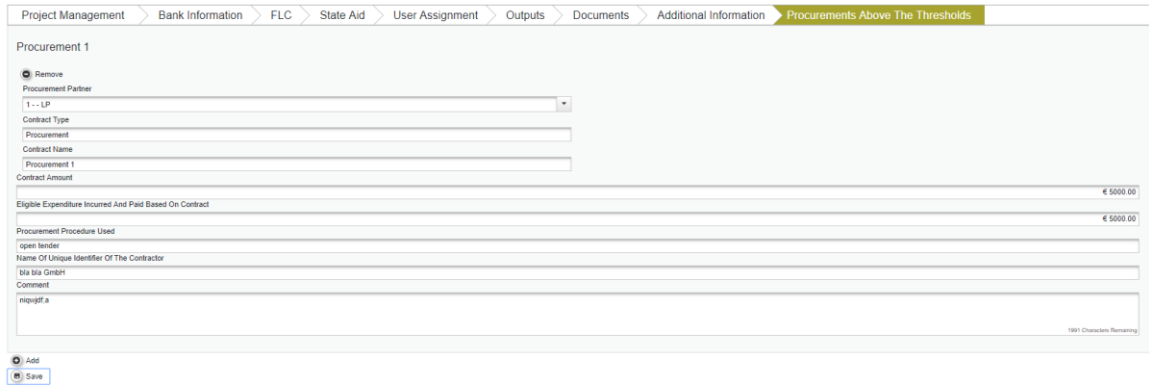 Project Management Bank Information FLC State Aid User Assignment Outputs Documents Additional Information Procurements Above The Thresholds
Procurement 1
Remove
Procurement Partner
1 - - LP
Contract Type
Procurement
Contract Name
Procurement 1
Contract Amount
€ 5000.00
Eligible Expenditure Incurred And Paid Based On Contract
€ 5000.00
Procurement Procedure Used
open tender
Name Of Unique Identifier Of The Contractor
bla bla GmbH
Comment
1991 Characters Remaining
Add
Save